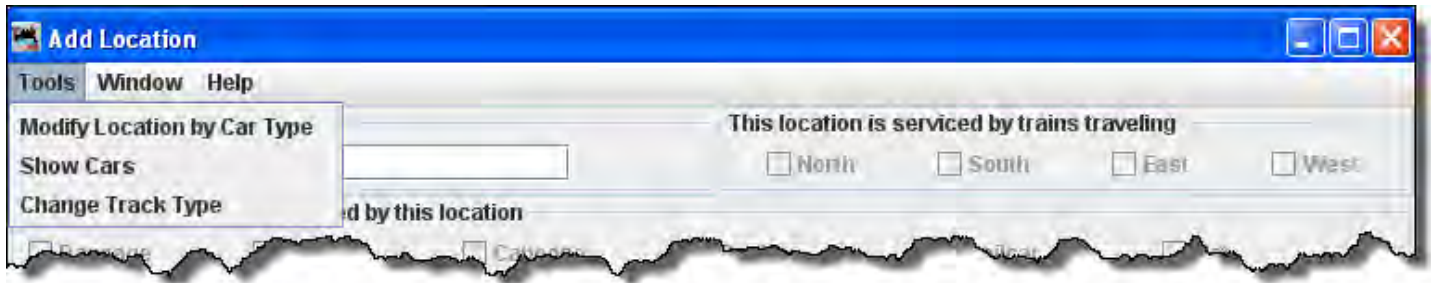 Add Location
Tools Window Help
Modify Location by Car Type
Show Cars
Change Track Type
This location is serviced by trains traveling
North South East West
ed by this location